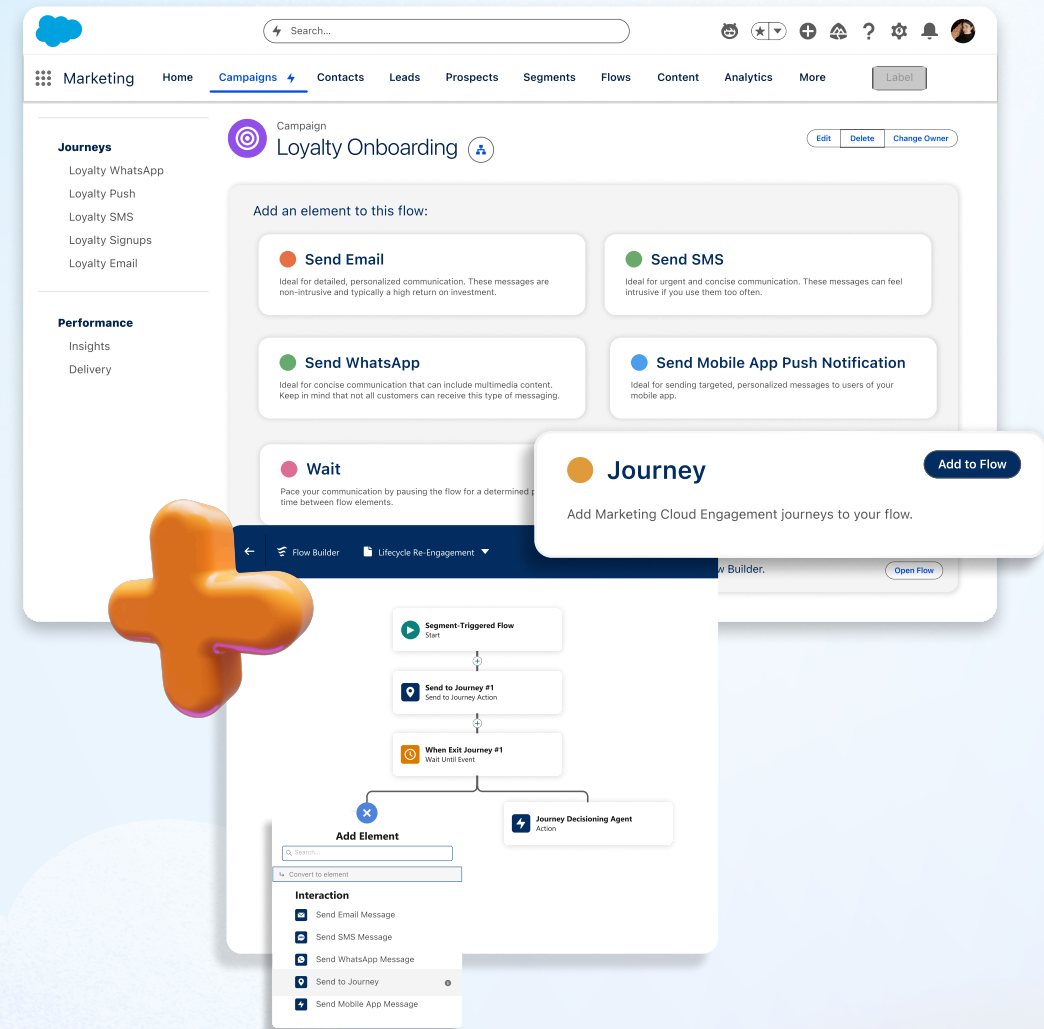 Search...
Marketing
Home
Campaigns
Contacts
Leads
Prospects
Segments
Flows
Content
Analytics
More
Label
Journeys
Loyalty WhatsApp
Loyalty Push
Loyalty SMS
Loyalty Signups
Loyalty Email
Performance
Insights
Delivery
Campaign
Loyalty Onboarding
Edit
Delete
Change Owner
Add an element to this flow:
Send Email
Ideal for detailed, personalized communication. These messages are
non-intrusive and typically a high return on investment.
Send SMS
Ideal for urgent and concise communication. These messages can feel
intrusive if you use them too often.
Send WhatsApp
Ideal for concise communication that can include multimedia content.
Keep in mind that not all customers can receive this type of messaging.
Send Mobile App Push Notification
Ideal for sending targeted, personalized messages to users of your
mobile app.
Wait
Pace your communication by pausing the flow for a determined
time between flow elements.
Journey
Add to Flow
Add Marketing Cloud Engagement journeys to your flow.
Builder.
Open Flow
Flow Builder
Lifecycle Re-Engagement
Segment-Triggered Flow
Start
Send to Journey #1
Send to Journey Action
When Exit Journey #1
Wait Until Event
Journey Decisioning Agent
Action
Add Element
Search...
Convert to element
Interaction
Send Email Message
Send SMS Message
Send WhatsApp Message
Send to Journey
Send Mobile App Message